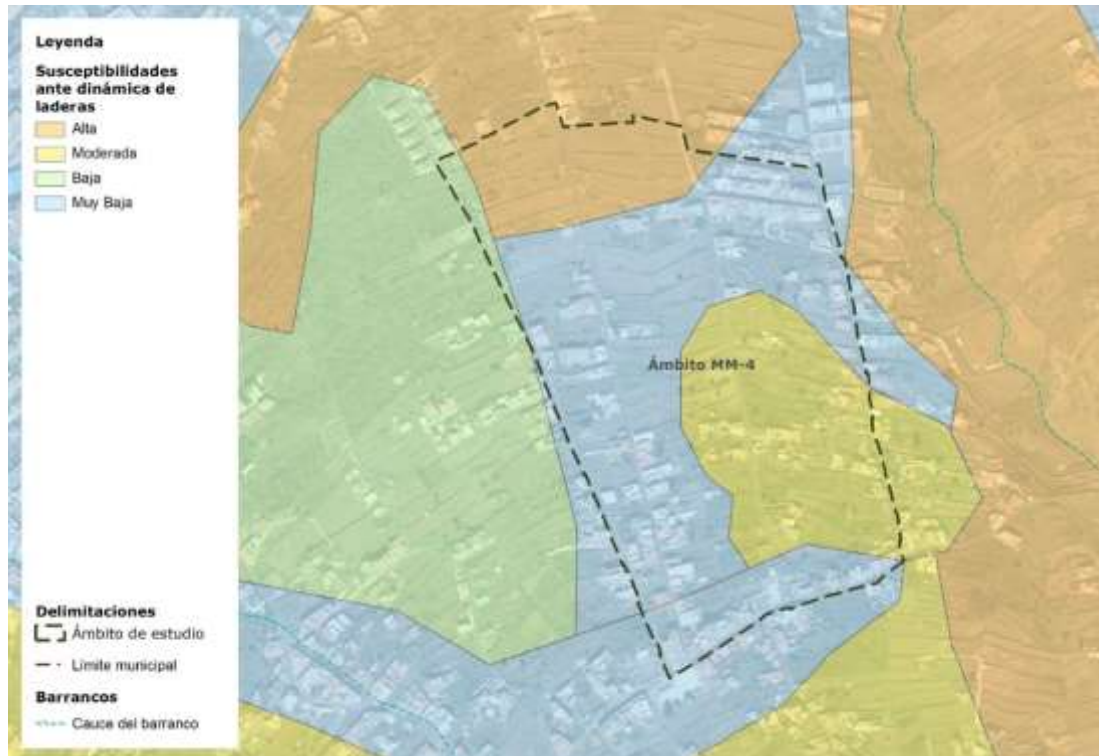 Leyenda
Susceptibilidades
ante dinámica de
laderas
Alta
Moderada
Baja
Muy Baja
Ámbito MM-4
Delimitaciones
Ámbito de estudio
Límite municipal
Barrancos
Cauce del barranco